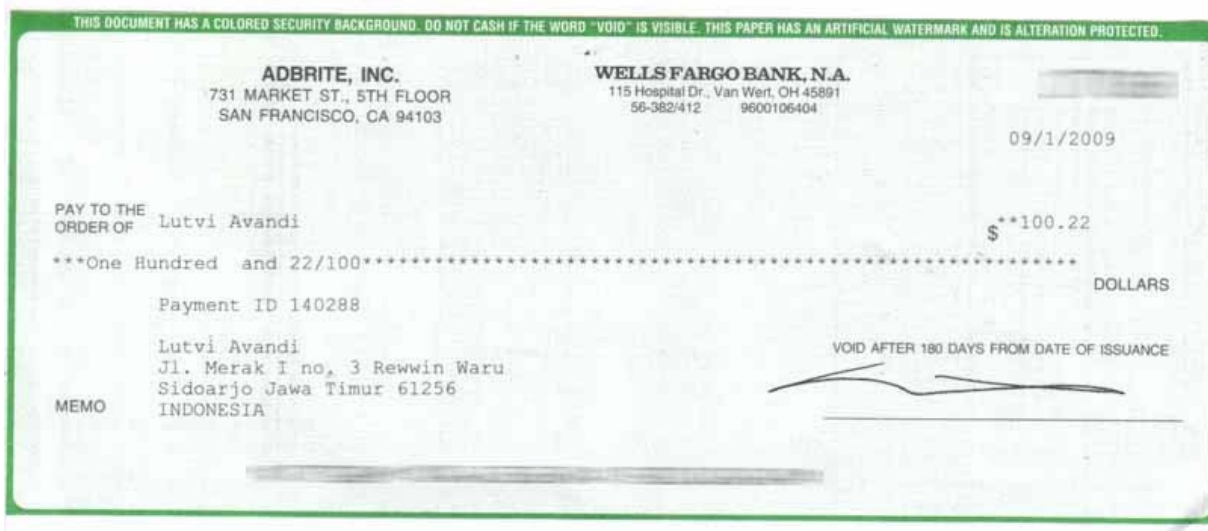 THIS DOCUMENT HAS A COLORED SECURITY BACKGROUND. DO NOT CASH IF THE WORD "VOID" IS VISIBLE. THIS PAPER HAS AN ARTIFICIAL WATERMARK AND IS ALTERATION PROTECTED.
ADBRITE, INC.
731 MARKET ST., 5TH FLOOR
SAN FRANCISCO, CA 94103
WELLS FARGO BANK, N.A.
115 Hospital Dr., Van Wert, OH 45891
56-382/412 9600106404
09/1/2009
PAY TO THE
ORDER OF Lutvi Avandi
$**100.22
***One Hundred and 22/100**********************************************************************
DOLLARS
Payment ID 140288
Lutvi Avandi
Jl. Merak I no, 3 Rewwin Waru
Sidoarjo Jawa Timur 61256
MEMO INDONESIA
VOID AFTER 180 DAYS FROM DATE OF ISSUANCE